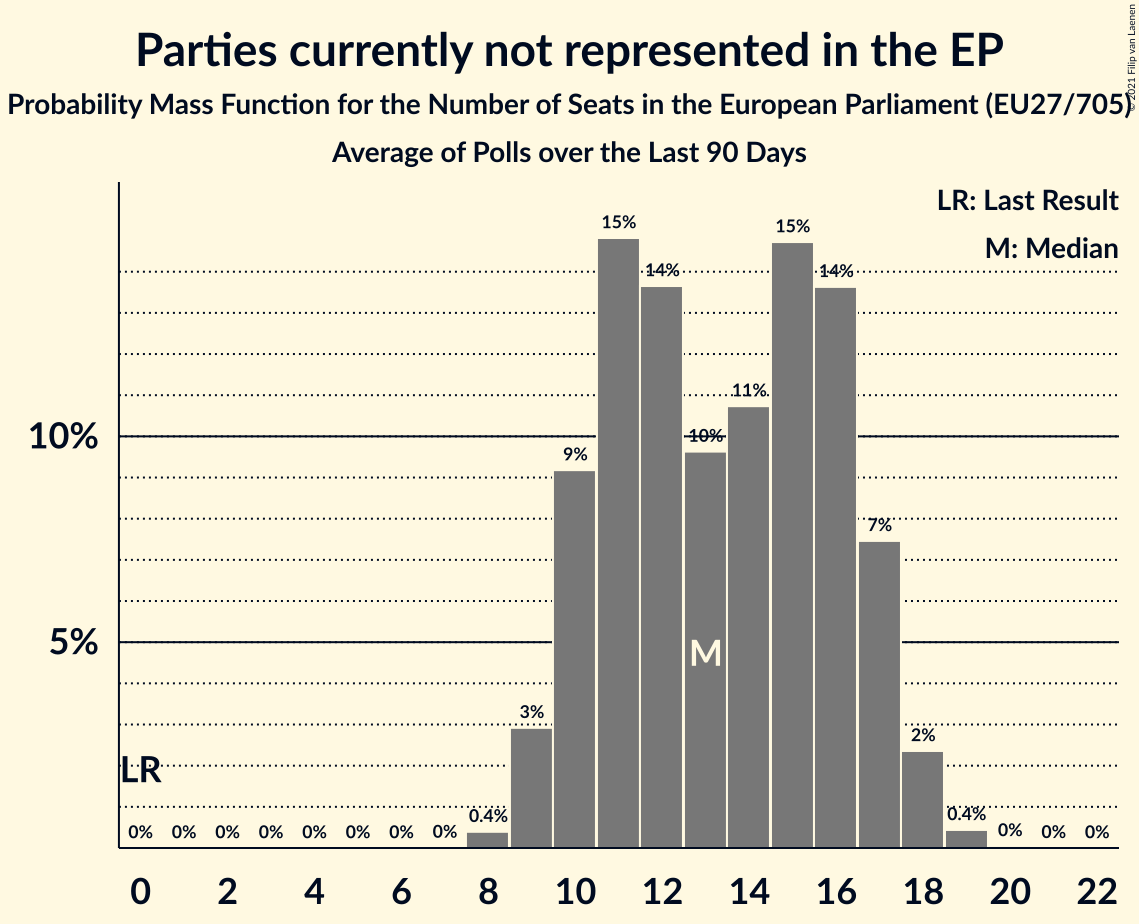 Parties currently not represented in the EP
Probability Mass Function for the Number of Seats in the European Parliament (EU27/705)
Average of Polls over the Last 90 Days
© 2021 Filip van Laenen
LR: Last Result
M: Median
15%
15%
14%
14%
11%
10%
10%
9%
7%
5%
M
3%
2%
LR
0.4%
0.4%
0% 0% 0% 0% 0% 0% 0% 0% 0% 0% 0%
0 2 4 6 8 10 12 14 16 18 20 22